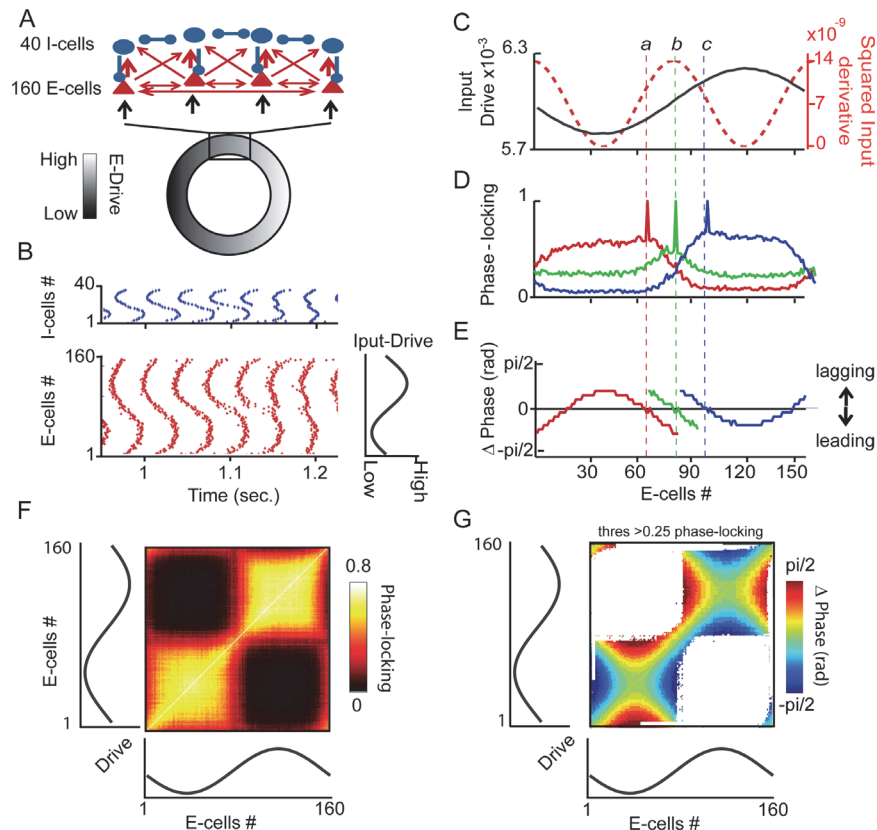 A
40 I-cells
160 E-cells
High
Low
E-Drive
B
I-cells #
40
1
E-cells #
160
1
1
1.1
1.2
Time (sec.)
Iput-Drive
Low
High
C
a
b
c
Input
Drive x10-3
6.3
5.7
x10-9
14
7
0
Squared Input
derivative
D
Phase-locking
1
0
E
Δ Phase (rad)
pi/2
0
-pi/2
lagging
leading
30
60
90
120
150
E-cells #
F
160
E-cells #
1
Drive
0.8
0
Phase-locking
1
160
E-cells #
G
thres >0.25 phase-locking
160
E-cells #
1
Drive
pi/2
-pi/2
Δ Phase (rad)
1
160
E-cells #